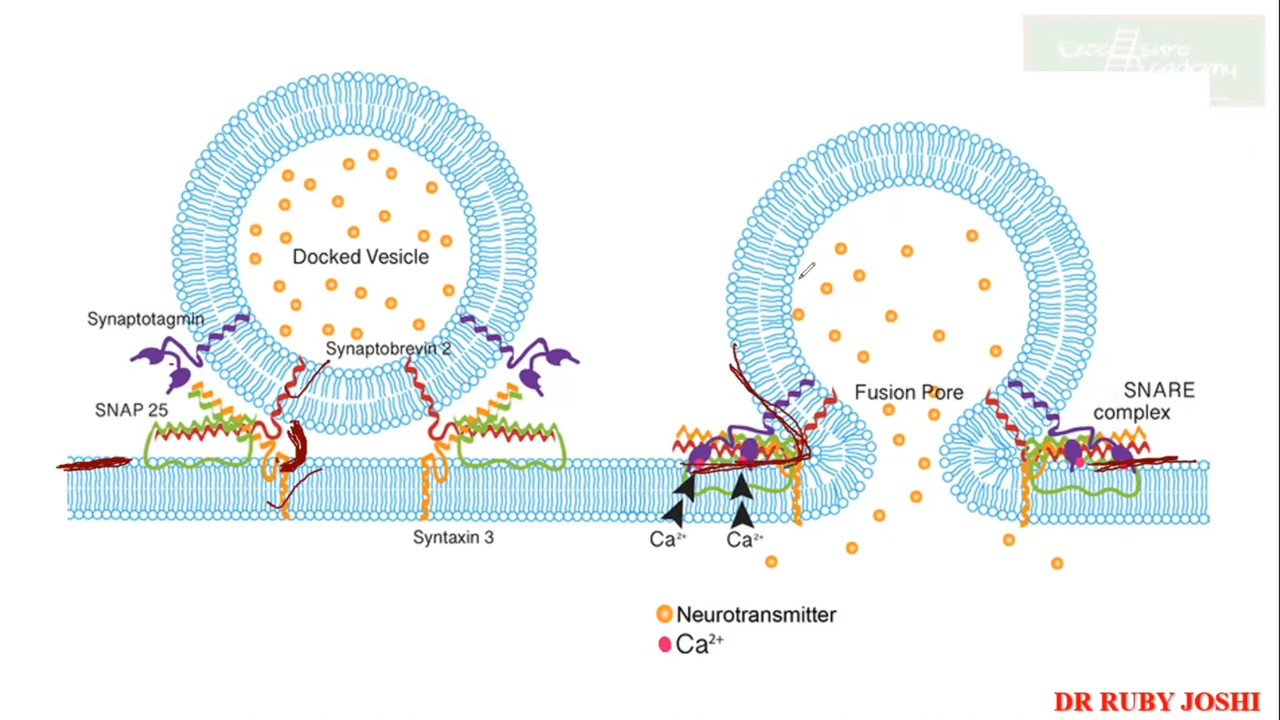 Docked Vesicle
Synaptotagmin
Synaptobrevin 2
SNAP 25
Syntaxin 3
Fusion Pore
SNARE
complex
Ca²⁺
Ca²⁺
Neurotransmitter
Ca²⁺
DR RUBY JOSHI